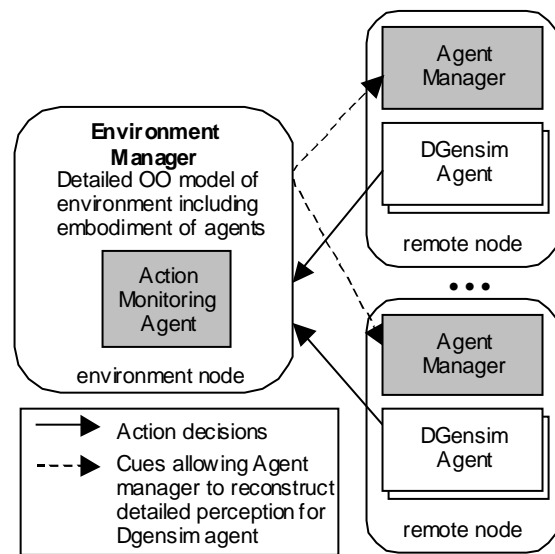 Environment
Manager
Detailed OO model of
environment including
embodiment of agents
Action
Monitoring
Agent
environment node
Agent
Manager
DGensim
Agent
remote node
Agent
Manager
DGensim
Agent
remote node
Action decisions
Cues allowing Agent
manager to reconstruct
detailed perception for
Dgensim agent